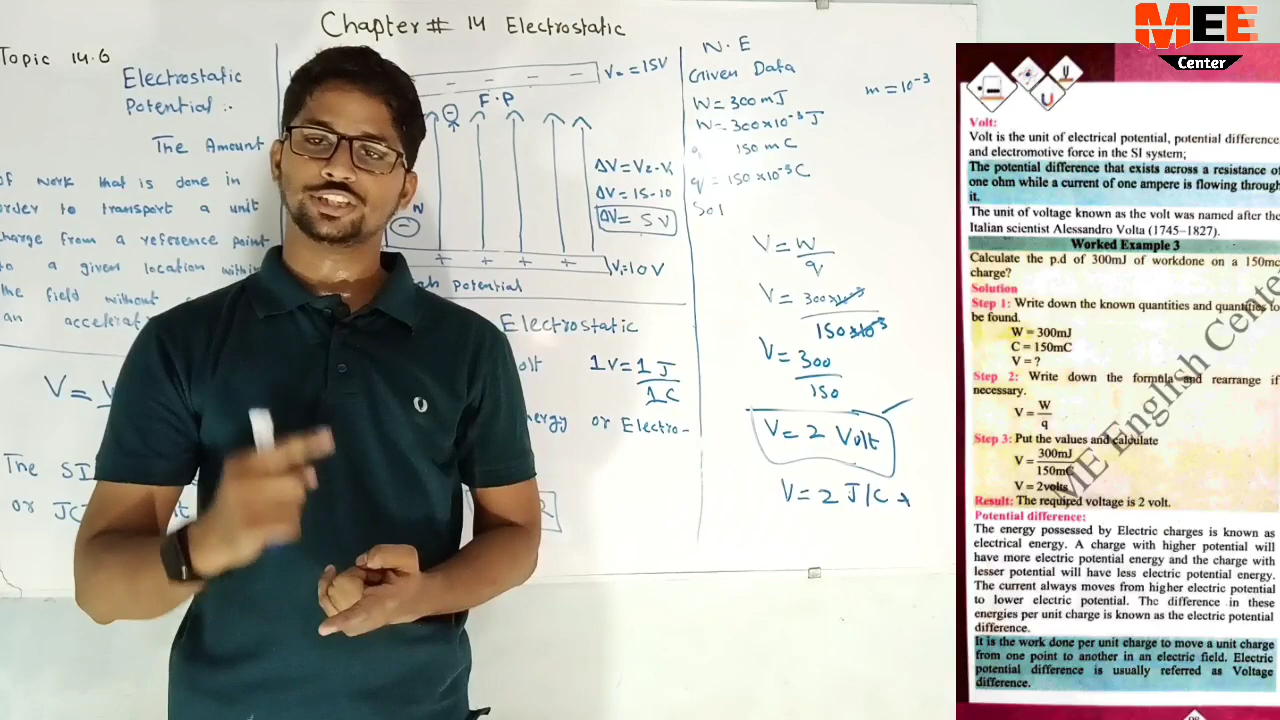 Chapter # 14 Electrostatic
Topic 14.6
Electrostatic
Potential :-
The Amount
of work that is done in
order to transport a unit
charge from a reference point
to a given location within
the field without
an accelerat
V =
The SI
or
V = 15V
F.P
ΔV = V2 - V
ΔV = 15 - 10
ΔV = 5V
+ + + +
V1 = 10V
potential
Electrostatic
olt 1V = 1J
1C
nergy or Electro-
N.E
Given Data
m = 10-3
W = 300mJ
W = 300x10-3 J
q 150 mC
q = 150x10-3C
Sol
V = W
q
V = 300x10-3
150x10-3
V = 300
150
V = 2 Volt
V = 2 J/C
MEE
Center
Volt:
Volt is the unit of electrical potential, potential difference
and electromotive force in the SI system;
The potential difference that exists across a resistance of
one ohm while a current of one ampere is flowing through
it.
The unit of voltage known as the volt was named after the
Italian scientist Alessandro Volta (1745–1827).
Worked Example 3
Calculate the p.d of 300mJ of workdone on a 150mc
charge?
Solution
Step 1: Write down the known quantities and quantities to
be found.
W = 300mJ
C = 150mC
V = ?
Step 2: Write down the formula and rearrange if
necessary.
V = W
q
Step 3: Put the values and calculate
V = 300mJ
150mC
V = 2volts
Result: The required voltage is 2 volt.
Potential difference:
The energy possessed by Electric charges is known as
electrical energy. A charge with higher potential will
have more electric potential energy and the charge with
lesser potential will have less electric potential energy.
The current always moves from higher electric potential
to lower electric potential. The difference in these
energies per unit charge is known as the electric potential
difference.
It is the work done per unit charge to move a unit charge
from one point to another in an electric field. Electric
potential difference is usually referred as Voltage
difference.
ME English Center